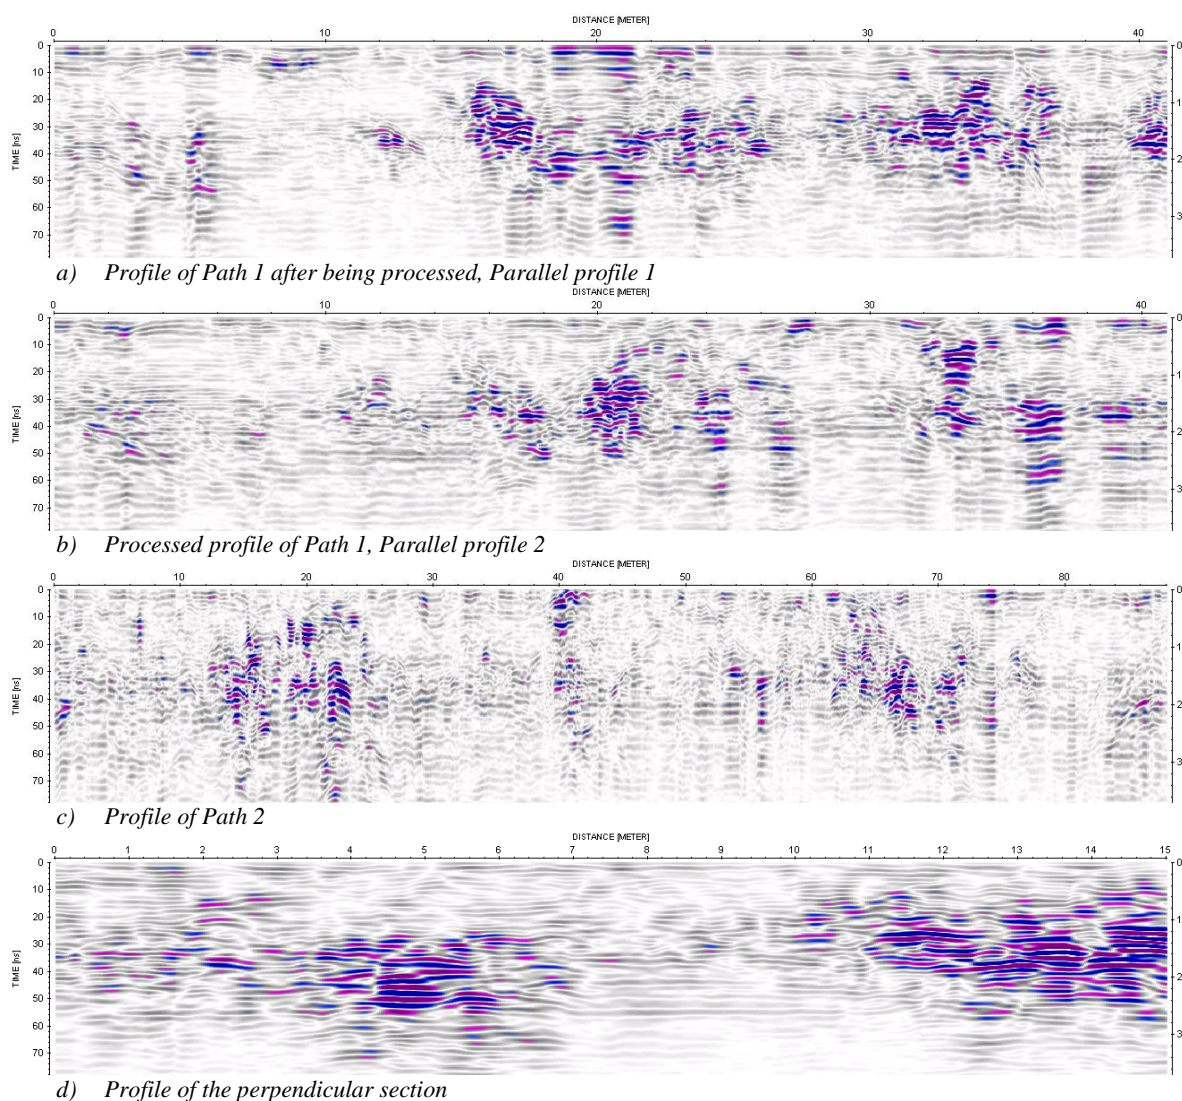 DISTANCE [METER]
0 10 20 30 40
0 10 20 30 40 50 60 70
TIME [ns]
0 1 2 3
a) Profile of Path 1 after being processed, Parallel profile 1
DISTANCE [METER]
0 10 20 30 40
0 10 20 30 40 50 60 70
TIME [ns]
0 1 2 3
b) Processed profile of Path 1, Parallel profile 2
DISTANCE [METER]
0 10 20 30 40 50 60 70 80
0 10 20 30 40 50 60 70
TIME [ns]
0 1 2 3
c) Profile of Path 2
DISTANCE [METER]
0 1 2 3 4 5 6 7 8 9 10 11 12 13 14 15
0 10 20 30 40 50 60 70
TIME [ns]
0 1 2 3
d) Profile of the perpendicular section